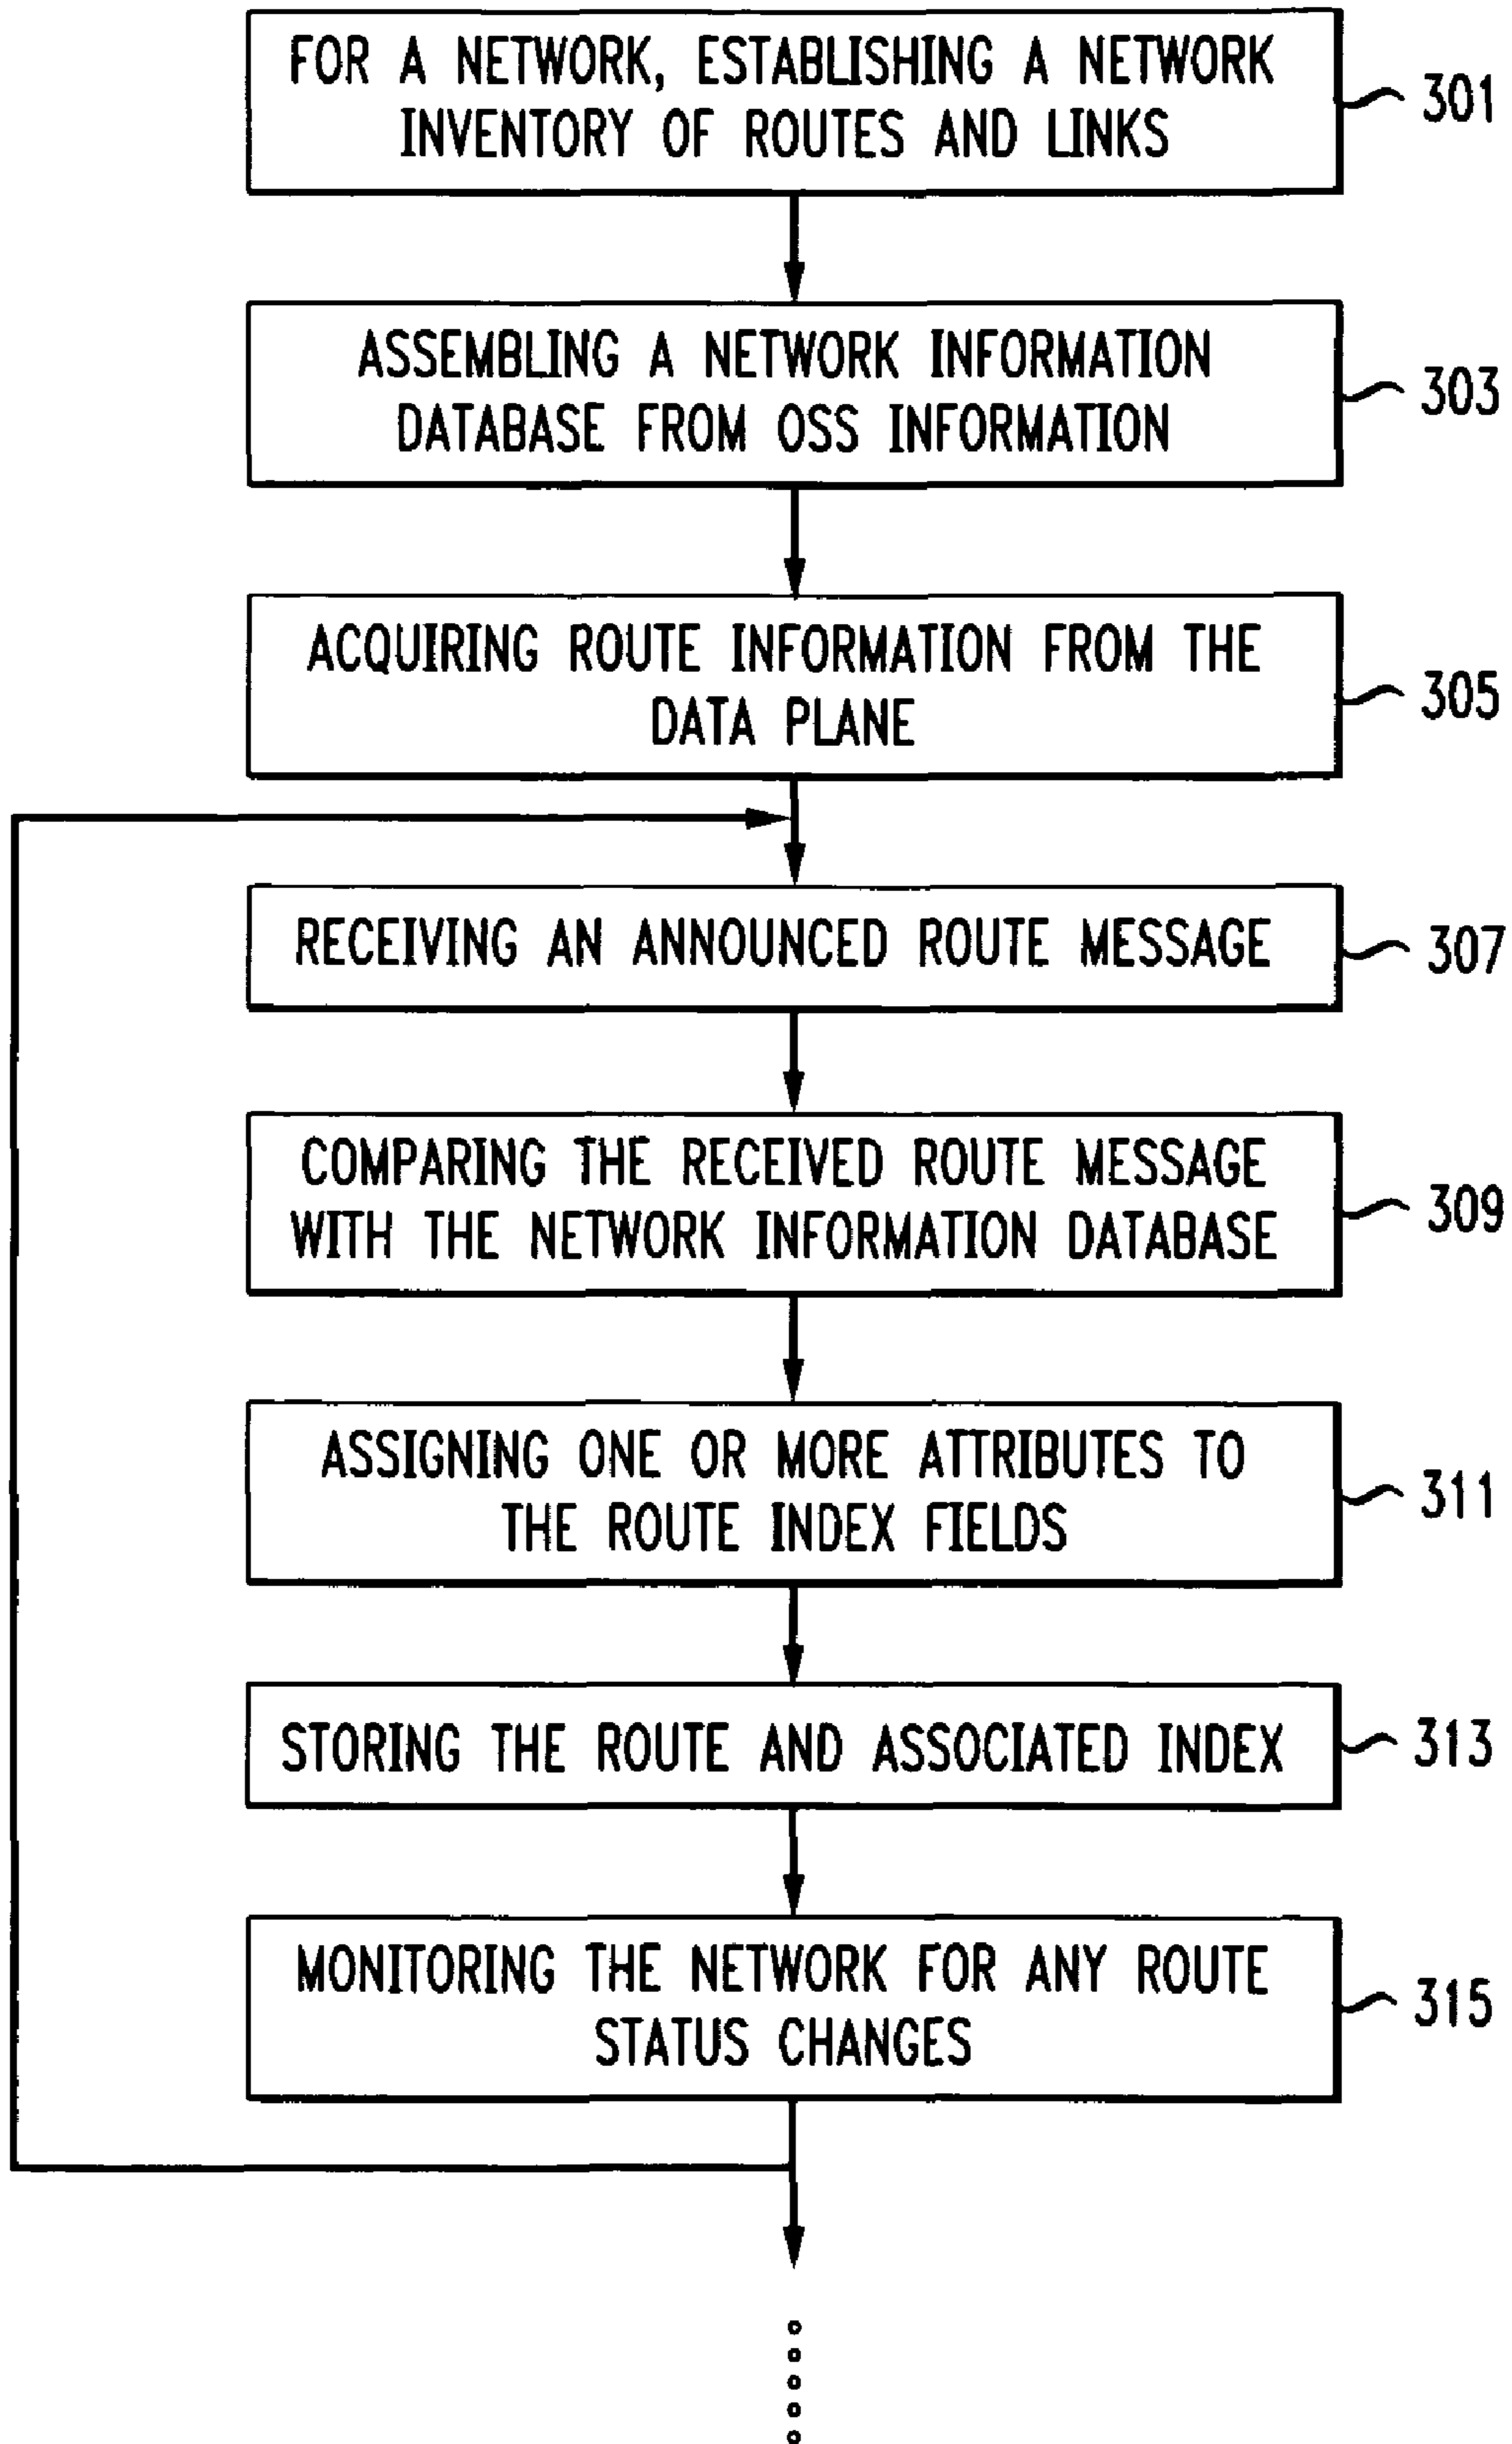 FOR A NETWORK, ESTABLISHING A NETWORK
INVENTORY OF ROUTES AND LINKS
301
ASSEMBLING A NETWORK INFORMATION
DATABASE FROM OSS INFORMATION
303
ACQUIRING ROUTE INFORMATION FROM THE
DATA PLANE
305
RECEIVING AN ANNOUNCED ROUTE MESSAGE
307
COMPARING THE RECEIVED ROUTE MESSAGE
WITH THE NETWORK INFORMATION DATABASE
309
ASSIGNING ONE OR MORE ATTRIBUTES TO
THE ROUTE INDEX FIELDS
311
STORING THE ROUTE AND ASSOCIATED INDEX
313
MONITORING THE NETWORK FOR ANY ROUTE
STATUS CHANGES
315